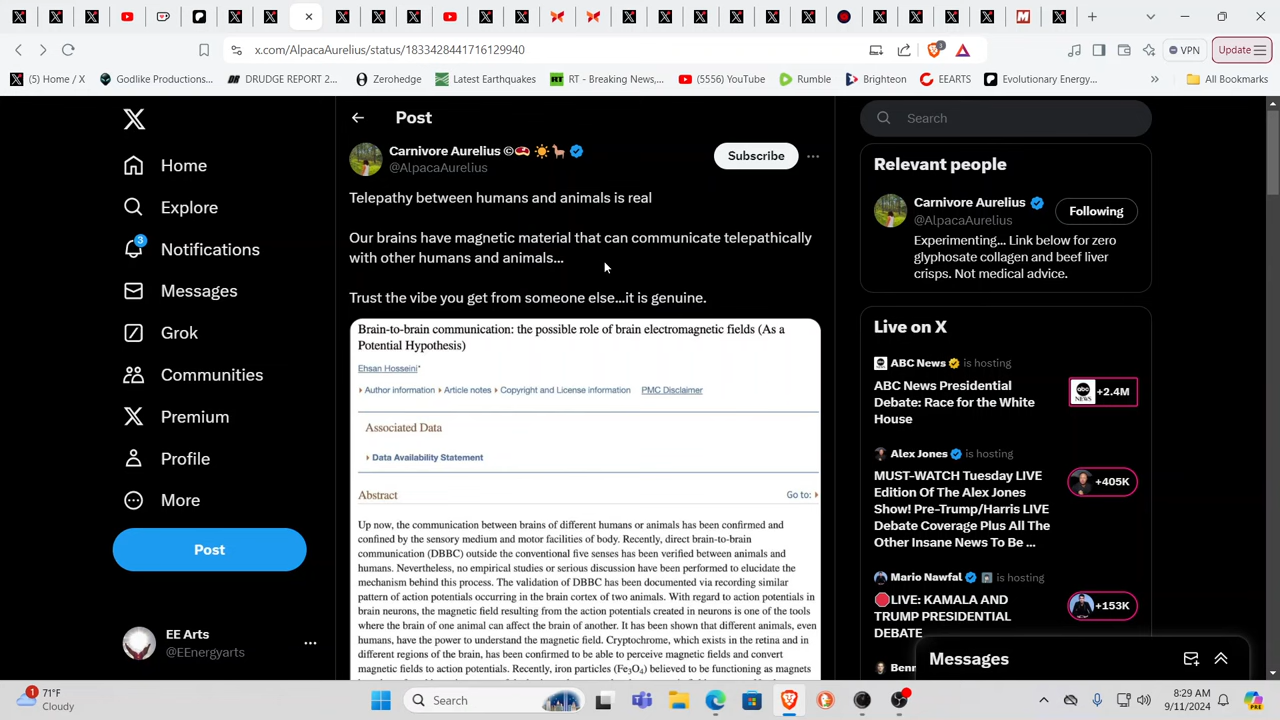 x.com/AlpacaAurelius/status/1833428441716129940
3
VPN
Update
(5) Home / X
Godlike Productions...
DRUDGE REPORT 2...
Zerohedge
Latest Earthquakes
RT - Breaking News,...
(5556) YouTube
Rumble
Brighteon
EEARTS
Evolutionary Energy...
All Bookmarks
Home
Explore
3
Notifications
Messages
Grok
Communities
Premium
Profile
More
Post
EE Arts
@EEnergyarts
Post
Carnivore Aurelius ©🥩 ☀️🦙
@AlpacaAurelius
Subscribe
Telepathy between humans and animals is real
Our brains have magnetic material that can communicate telepathically
with other humans and animals...
Trust the vibe you get from someone else...it is genuine.
Brain-to-brain communication: the possible role of brain electromagnetic fields (As a
Potential Hypothesis)
Ehsan Hosseini*
Author information
Article notes
Copyright and License information
PMC Disclaimer
Associated Data
Data Availability Statement
Abstract
Go to:
Up now, the communication between brains of different humans or animals has been confirmed and
confined by the sensory medium and motor facilities of body. Recently, direct brain-to-brain
communication (DBBC) outside the conventional five senses has been verified between animals and
humans. Nevertheless, no empirical studies or serious discussion have been performed to elucidate the
mechanism behind this process. The validation of DBBC has been documented via recording similar
pattern of action potentials occurring in the brain cortex of two animals. With regard to action potentials in
brain neurons, the magnetic field resulting from the action potentials created in neurons is one of the tools
where the brain of one animal can affect the brain of another. It has been shown that different animals, even
humans, have the power to understand the magnetic field. Cryptochrome, which exists in the retina and in
different regions of the brain, has been confirmed to be able to perceive magnetic fields and convert
magnetic fields to action potentials. Recently, iron particles (Fe₃O₄) believed to be functioning as magnets
Search
Relevant people
Carnivore Aurelius
@AlpacaAurelius
Following
Experimenting... Link below for zero
glyphosate collagen and beef liver
crisps. Not medical advice.
Live on X
ABC News is hosting
ABC News Presidential
Debate: Race for the White
House
abc NEWS
+2.4M
Alex Jones is hosting
MUST-WATCH Tuesday LIVE
Edition Of The Alex Jones
Show! Pre-Trump/Harris LIVE
Debate Coverage Plus All The
Other Insane News To Be ...
+405K
Mario Nawfal is hosting
🛑LIVE: KAMALA AND
TRUMP PRESIDENTIAL
DEBATE
+153K
Messages
1
71°F
Cloudy
Search
8:29 AM
9/11/2024